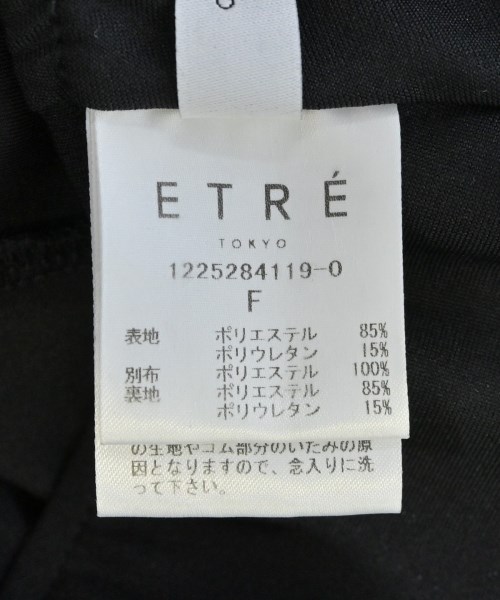 ETRÉ
TOKYO
1225284119-0
F
表地 ポリエステル 85%
ポリウレタン 15%
別布 ポリエステル 100%
裏地 ポリエステル 85%
ポリウレタン 15%
の生地やゴム部分のいたみの原
因となりますので、念入りに洗
って下さい。